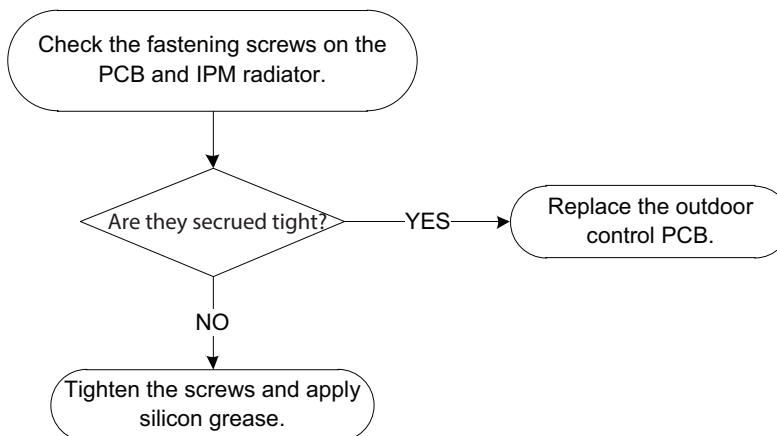 Check the fastening screws on the
PCB and IPM radiator.
Are they secrued tight?
YES
Replace the outdoor
control PCB.
NO
Tighten the screws and apply
silicon grease.